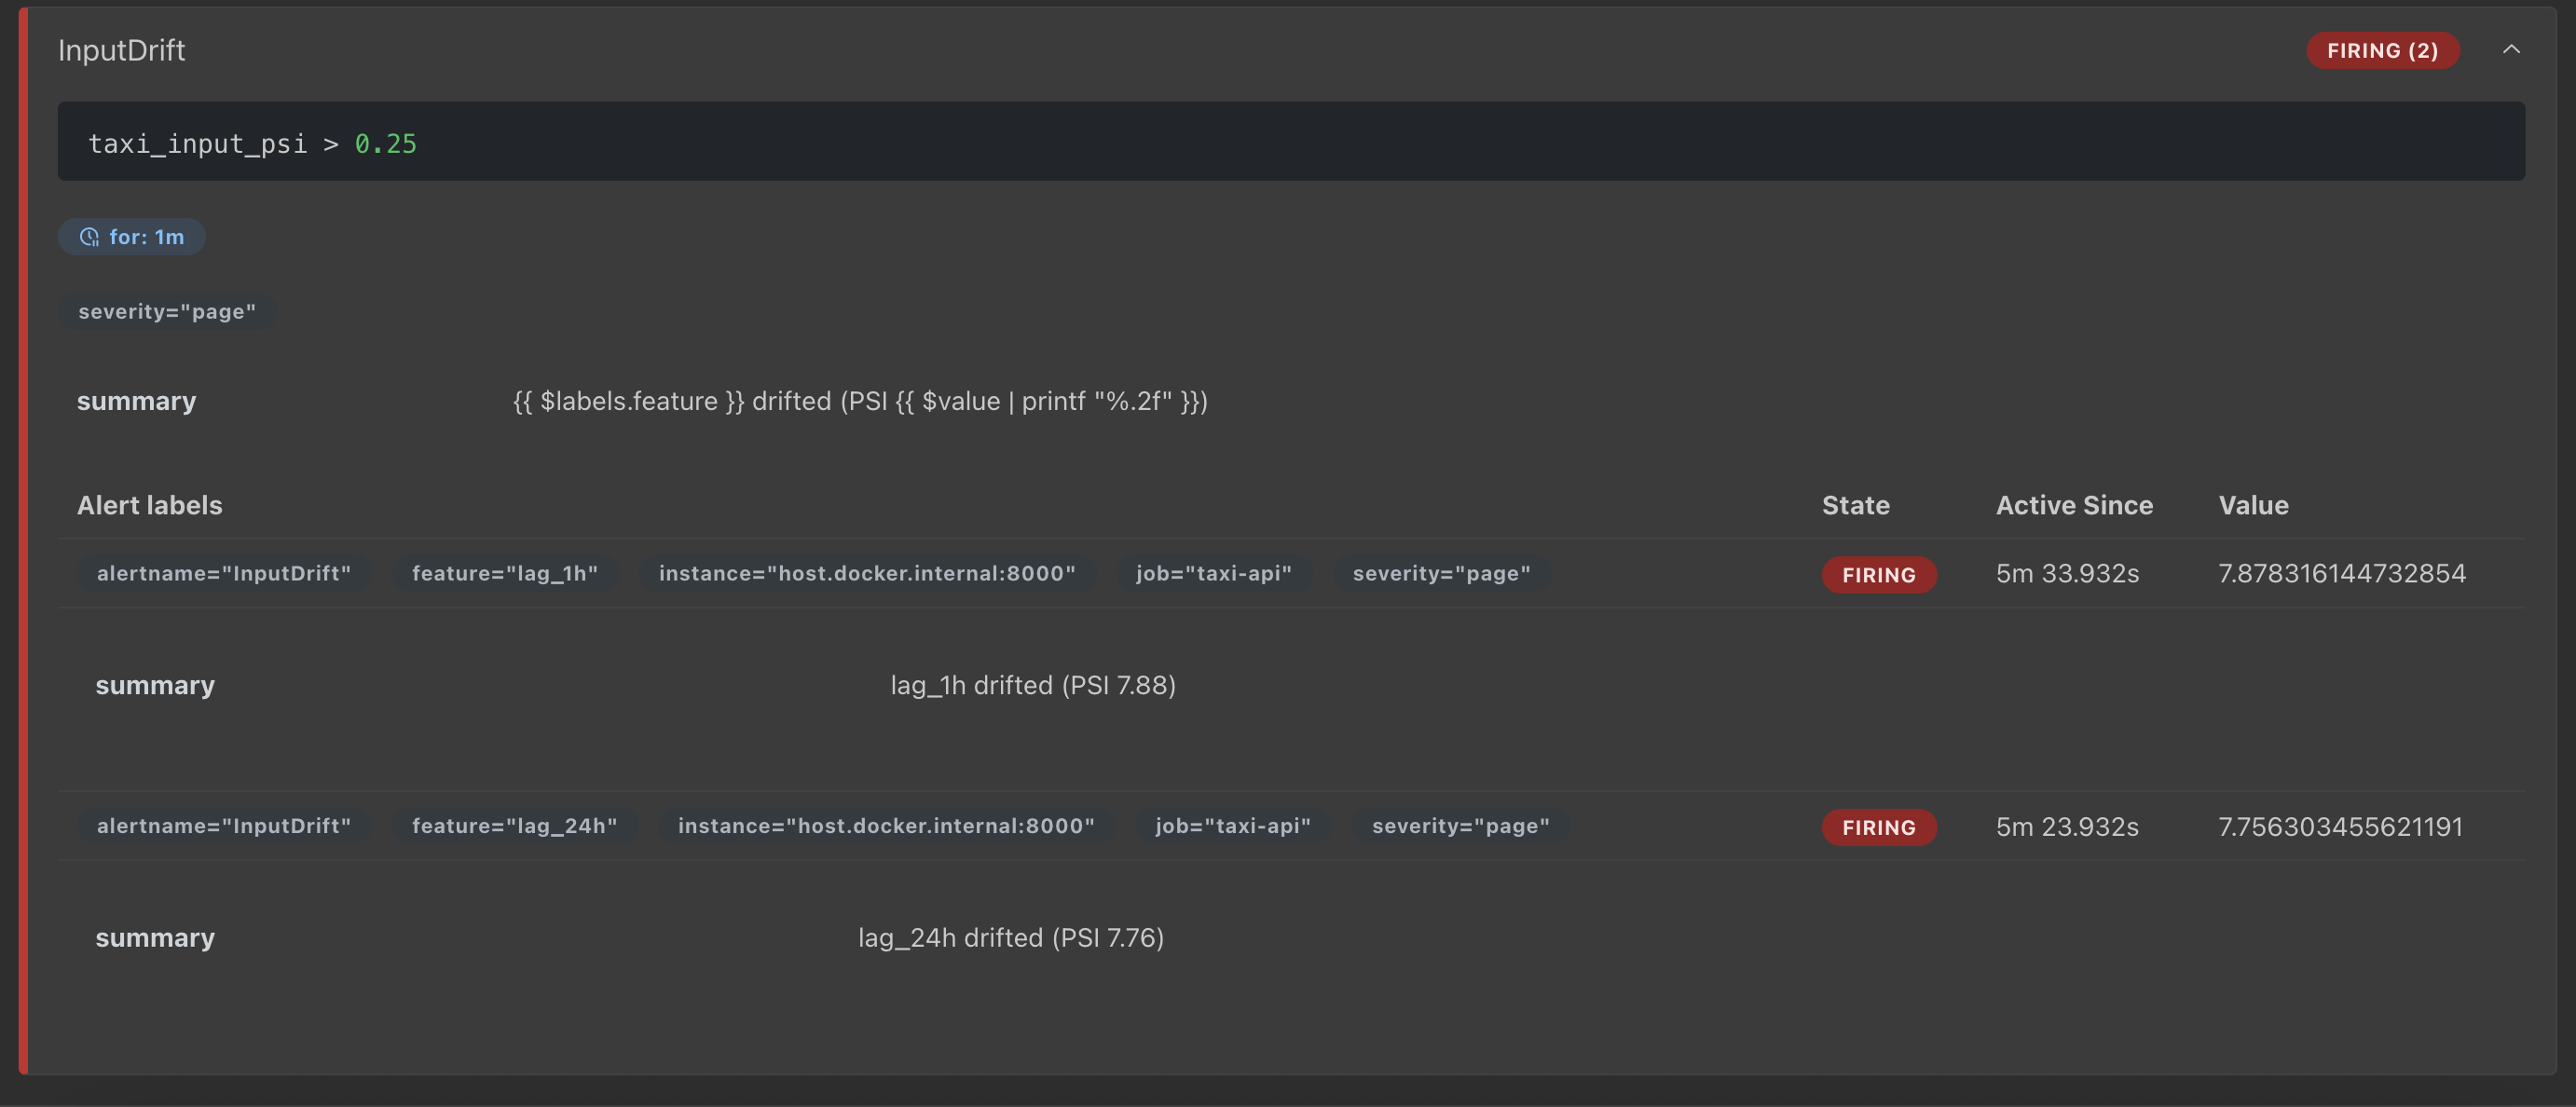 InputDrift FIRING (2)
taxi_input_psi > 0.25
for: 1m
severity="page"
summary {{ $labels.feature }} drifted (PSI {{ $value | printf "%.2f" }})
Alert labels State Active Since Value
alertname="InputDrift" feature="lag_1h" instance="host.docker.internal:8000" job="taxi-api" severity="page" FIRING 5m 33.932s 7.878316144732854
summary lag_1h drifted (PSI 7.88)
alertname="InputDrift" feature="lag_24h" instance="host.docker.internal:8000" job="taxi-api" severity="page" FIRING 5m 23.932s 7.756303455621191
summary lag_24h drifted (PSI 7.76)